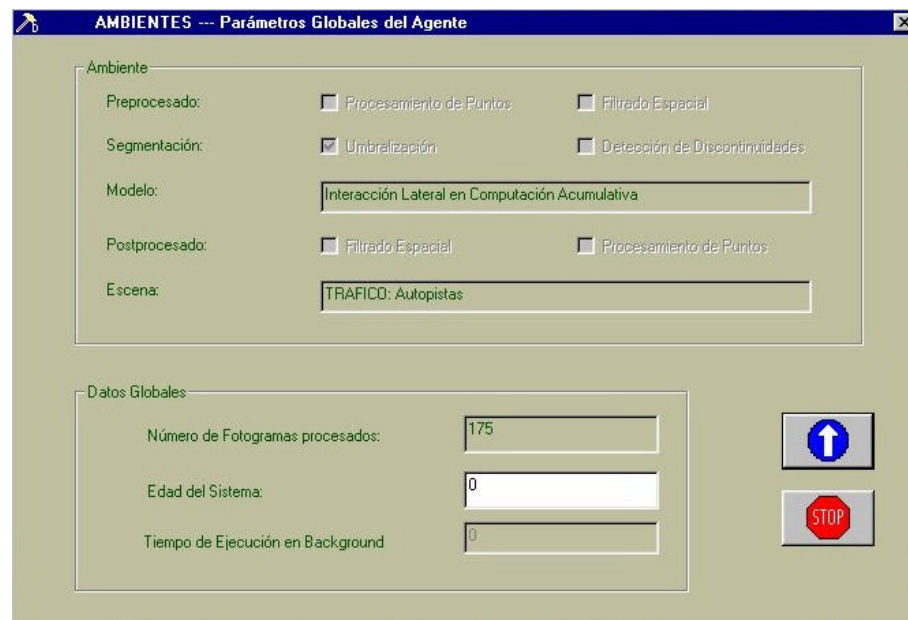 AMBIENTES --- Parámetros Globales del Agente
Ambiente
Preprocesado: Procesamiento de Puntos Filtrado Espacial
Segmentación: Umbralización Detección de Discontinuidades
Modelo: Interacción Lateral en Computación Acumulativa
Postprocesado: Filtrado Espacial Procesamiento de Puntos
Escena: TRAFICO: Autopistas
Datos Globales
Número de Fotogramas procesados: 175
Edad del Sistema: 0
Tiempo de Ejecución en Background 0
STOP